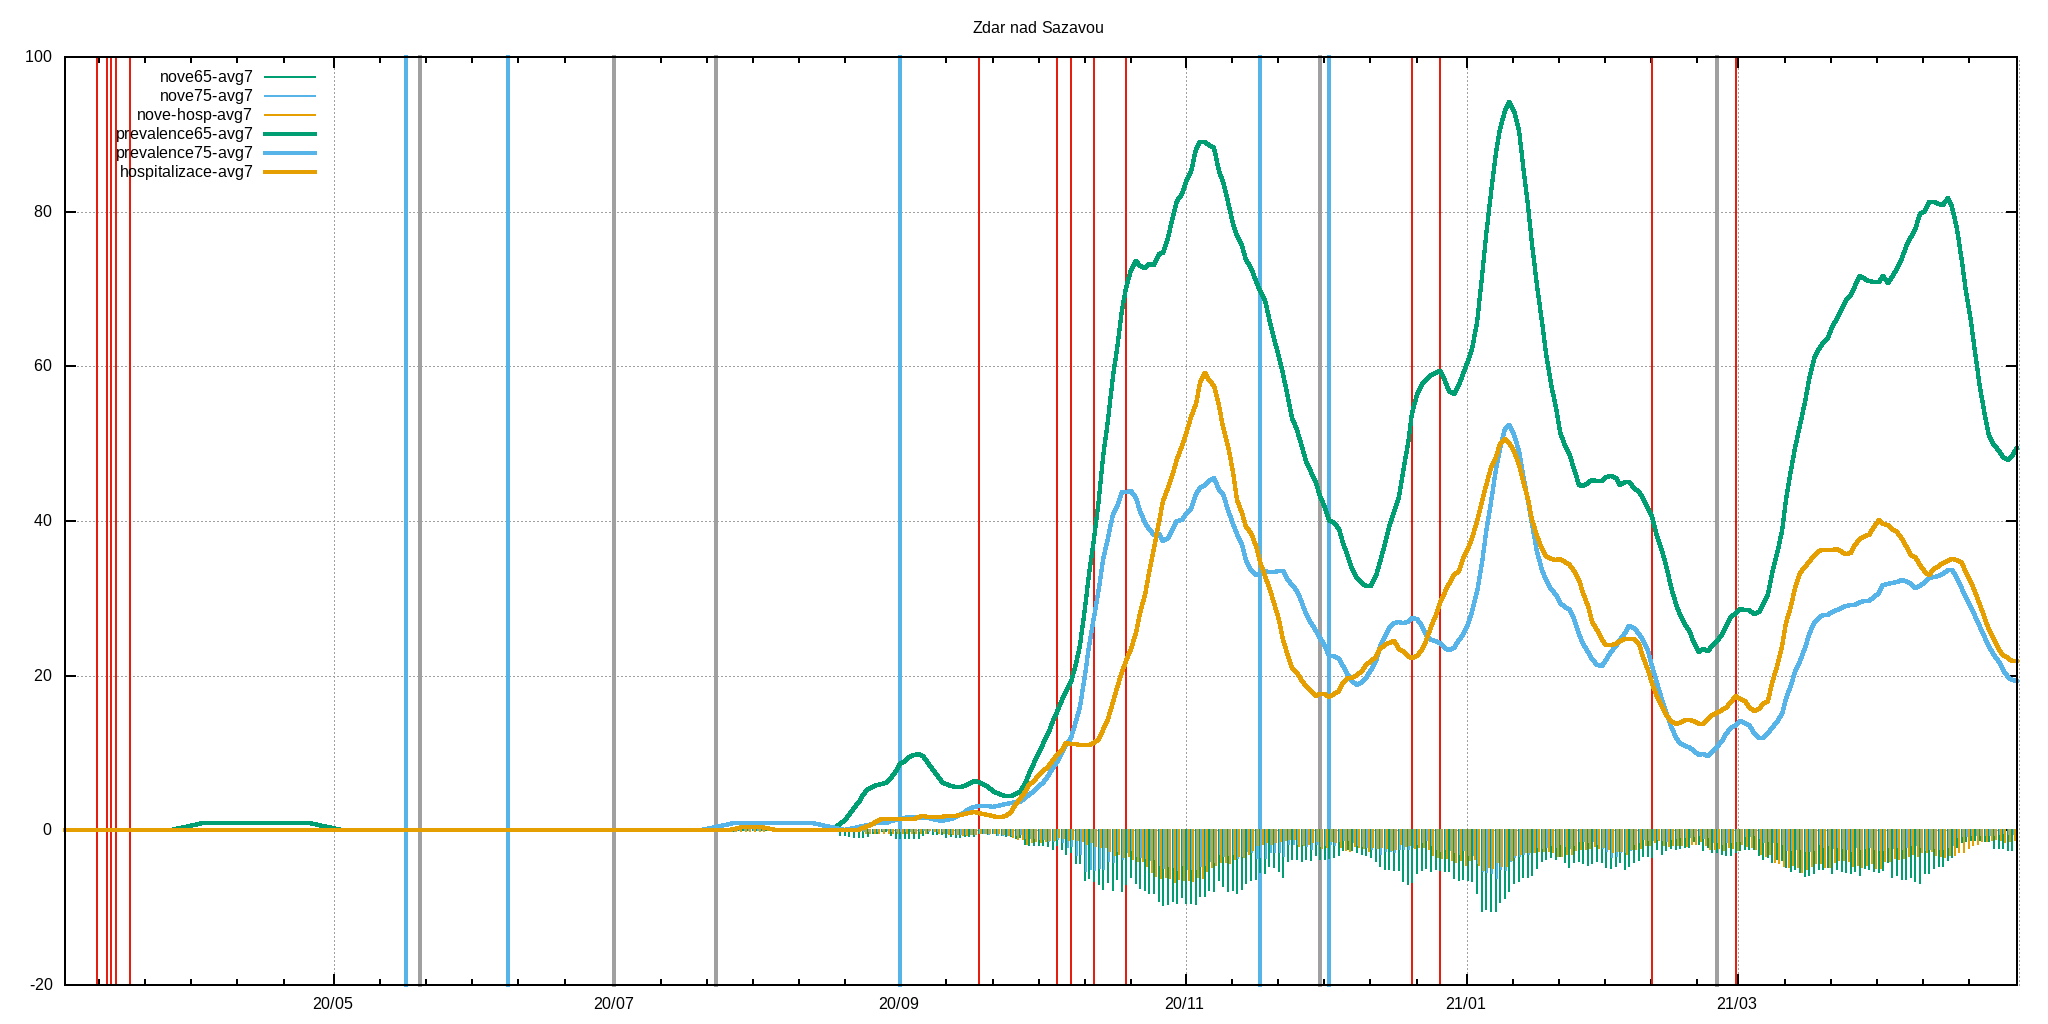 Zdar nad Sazavou
100
80
60
40
20
0
-20
nove65-avg7
nove75-avg7
nove-hosp-avg7
prevalence65-avg7
prevalence75-avg7
hospitalizace-avg7
20/05
20/07
20/09
20/11
21/01
21/03